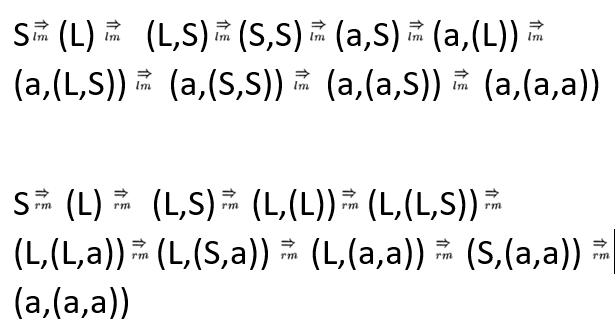 S ⇒lm (L) ⇒lm (L,S) ⇒lm (S,S) ⇒lm (a,S) ⇒lm (a,(L)) ⇒lm
(a,(L,S)) ⇒lm (a,(S,S)) ⇒lm (a,(a,S)) ⇒lm (a,(a,a))
S ⇒rm (L) ⇒rm (L,S) ⇒rm (L,(L)) ⇒rm (L,(L,S)) ⇒rm
(L,(L,a)) ⇒rm (L,(S,a)) ⇒rm (L,(a,a)) ⇒rm (S,(a,a)) ⇒rm
(a,(a,a))